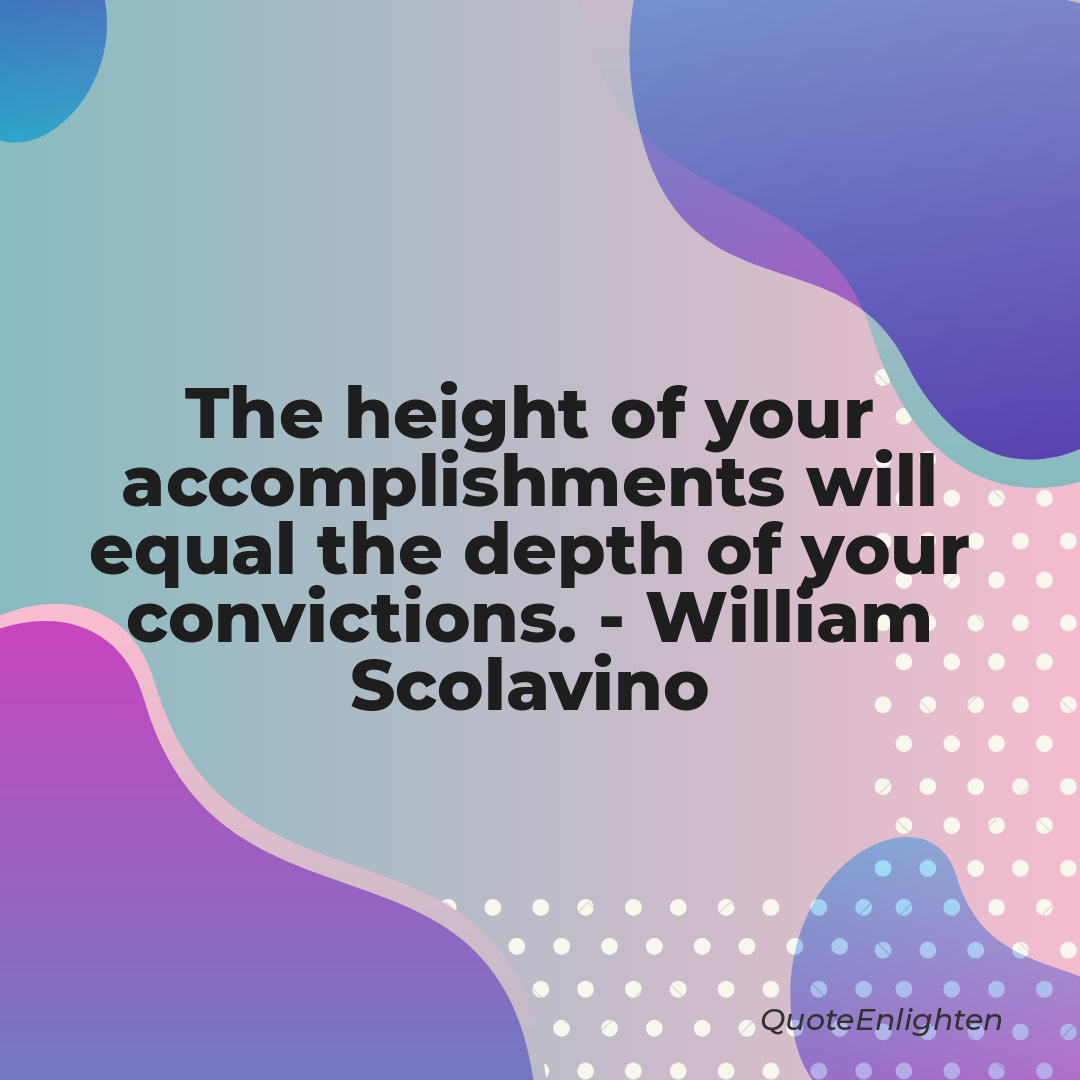 The height of your
accomplishments will
equal the depth of your
convictions. - William
Scolavino
QuoteEnlighten